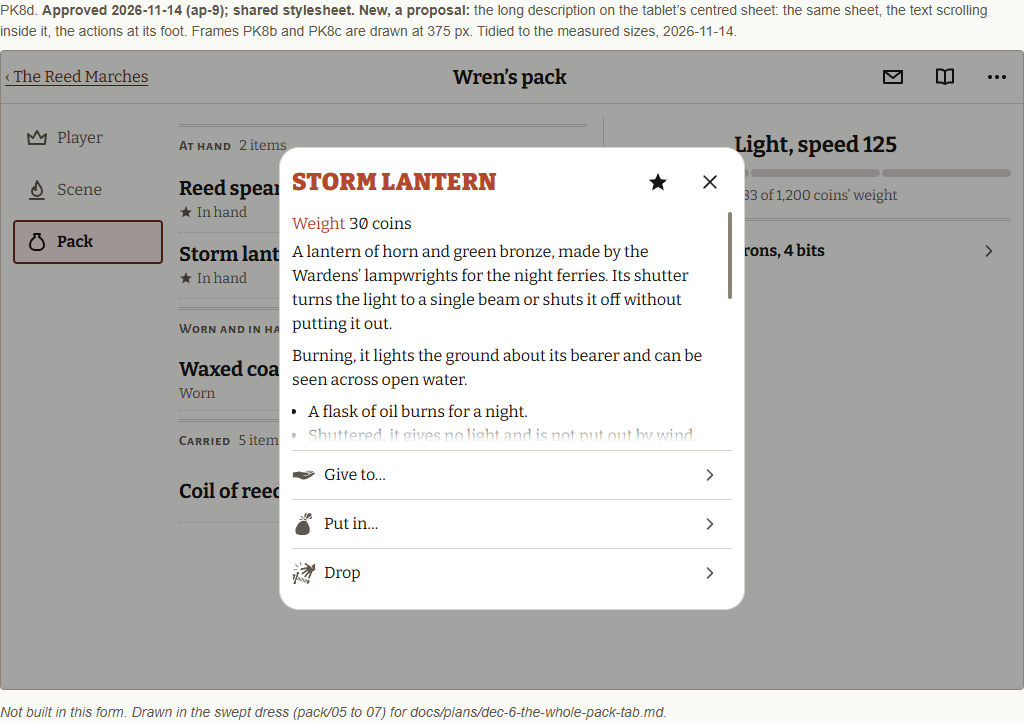 PK8d. Approved 2026-11-14 (ap-9); shared stylesheet. New, a proposal: the long description on the tablet's centred sheet: the same sheet, the text scrolling
inside it, the actions at its foot. Frames PK8b and PK8c are drawn at 375 px. Tidied to the measured sizes, 2026-11-14.
‹ The Reed Marches
Wren's pack
Player
Scene
Pack
At hand 2 items
Reed spear
In hand
Storm lant
In hand
Worn and in ha
Waxed coa
Worn
Carried 5 item
Coil of reed
Light, speed 125
33 of 1,200 coins' weight
rons, 4 bits
STORM LANTERN
Weight 30 coins
A lantern of horn and green bronze, made by the
Wardens' lampwrights for the night ferries. Its shutter
turns the light to a single beam or shuts it off without
putting it out.
Burning, it lights the ground about its bearer and can be
seen across open water.
• A flask of oil burns for a night.
• Shuttered, it gives no light and is not put out by wind.
Give to...
Put in...
Drop
Not built in this form. Drawn in the swept dress (pack/05 to 07) for docs/plans/dec-6-the-whole-pack-tab.md.